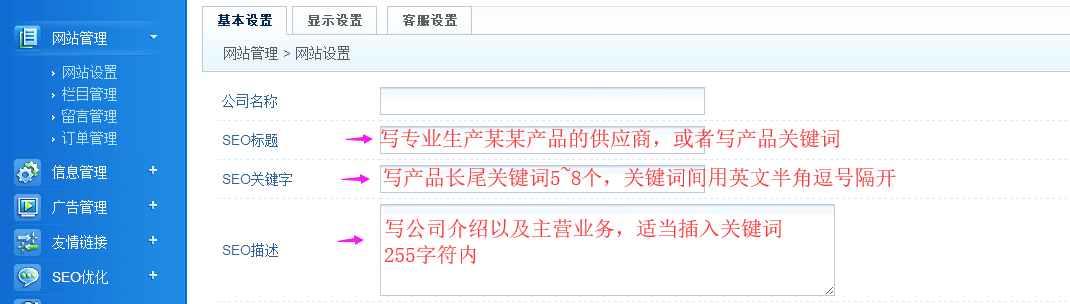 网站管理
网站设置
栏目管理
留言管理
订单管理
信息管理 +
广告管理 +
友情链接 +
SEO优化 +
基本设置 显示设置 客服设置
网站管理 > 网站设置
公司名称
SEO标题 写专业生产某某产品的供应商，或者写产品关键词
SEO关键字 写产品长尾关键词5~8个，关键词间用英文半角逗号隔开
SEO描述 写公司介绍以及主营业务，适当插入关键词
255字符内